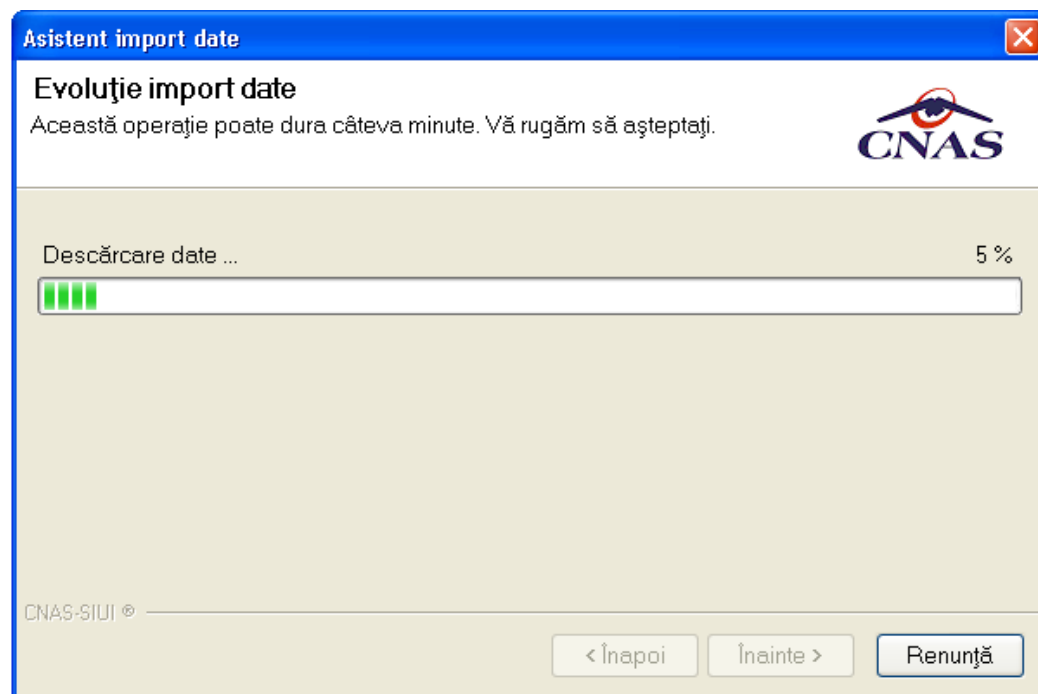 Asistent import date
Evoluţie import date
Această operaţie poate dura câteva minute. Vă rugăm să aşteptaţi.
CNAS
Descărcare date ... 5 %
CNAS-SIUI ®
< Înapoi Înainte > Renunţă